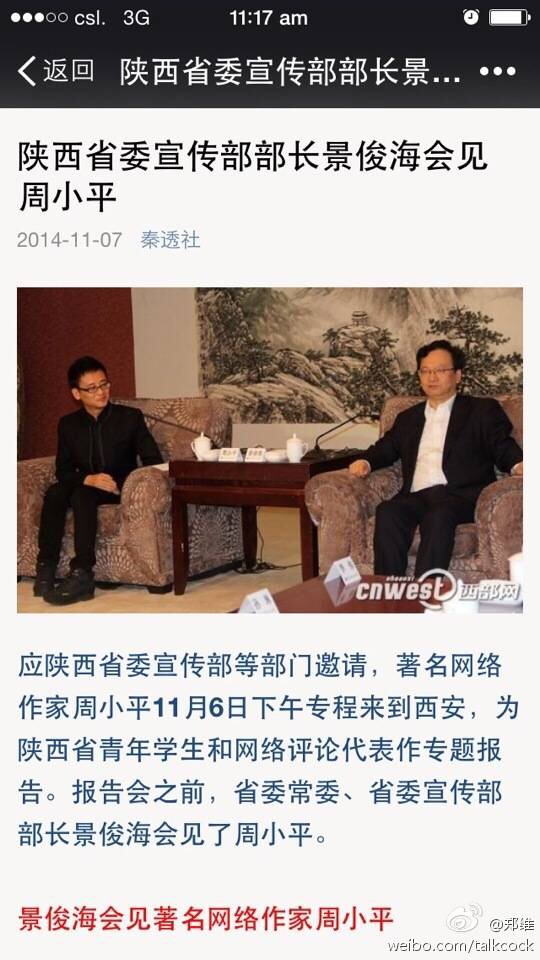 csl. 3G 11:17 am
返回 陕西省委宣传部部长景...
陕西省委宣传部部长景俊海会见
周小平
2014-11-07 秦透社
cnwest 西部网
应陕西省委宣传部等部门邀请，著名网络
作家周小平11月6日下午专程来到西安，为
陕西省青年学生和网络评论代表作专题报
告。报告会之前，省委常委、省委宣传部
部长景俊海会见了周小平。
景俊海会见著名网络作家周小平
@郑维
weibo.com/talkcock